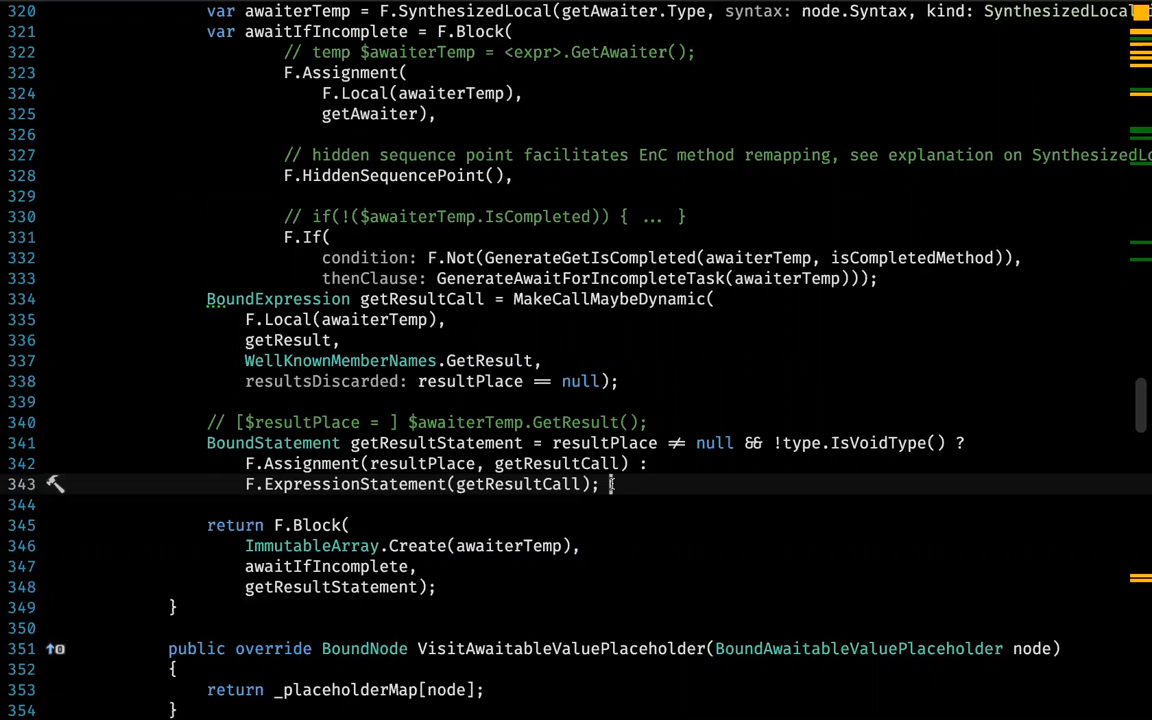 320 var awaiterTemp = F.SynthesizedLocal(getAwaiter.Type, syntax: node.Syntax, kind: SynthesizedLocal
321 var awaitIfIncomplete = F.Block(
322 // temp $awaiterTemp = <expr>.GetAwaiter();
323 F.Assignment(
324 F.Local(awaiterTemp),
325 getAwaiter),
326
327 // hidden sequence point facilitates EnC method remapping, see explanation on SynthesizedLo
328 F.HiddenSequencePoint(),
329
330 // if(!($awaiterTemp.IsCompleted)) { ... }
331 F.If(
332 condition: F.Not(GenerateGetIsCompleted(awaiterTemp, isCompletedMethod)),
333 thenClause: GenerateAwaitForIncompleteTask(awaiterTemp)));
334 BoundExpression getResultCall = MakeCallMaybeDynamic(
335 F.Local(awaiterTemp),
336 getResult,
337 WellKnownMemberNames.GetResult,
338 resultsDiscarded: resultPlace == null);
339
340 // [$resultPlace = ] $awaiterTemp.GetResult();
341 BoundStatement getResultStatement = resultPlace != null && !type.IsVoidType() ?
342 F.Assignment(resultPlace, getResultCall) :
343 F.ExpressionStatement(getResultCall);
344
345 return F.Block(
346 ImmutableArray.Create(awaiterTemp),
347 awaitIfIncomplete,
348 getResultStatement);
349 }
350
351 public override BoundNode VisitAwaitableValuePlaceholder(BoundAwaitableValuePlaceholder node)
352 {
353 return _placeholderMap[node];
354 }